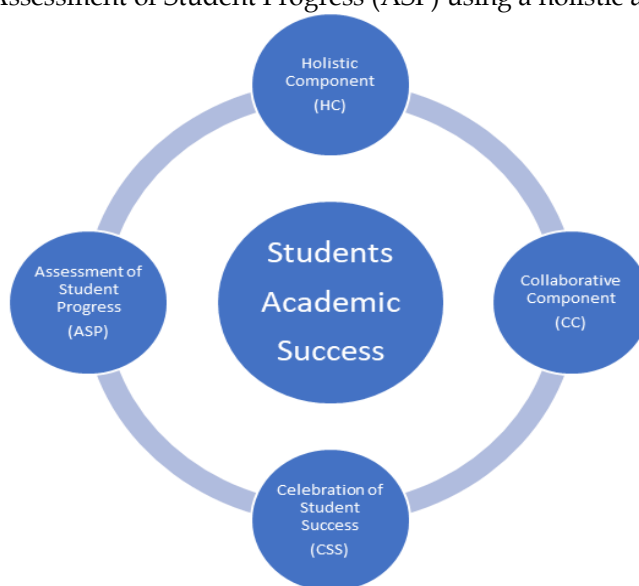 Assessment of Student Progress (ASP) using a holistic a
Holistic
Component
(HC)
Students
Academic
Success
Assessment of
Student
Progress
(ASP)
Collaborative
Component
(CC)
Celebration of
Student
Success
(CSS)